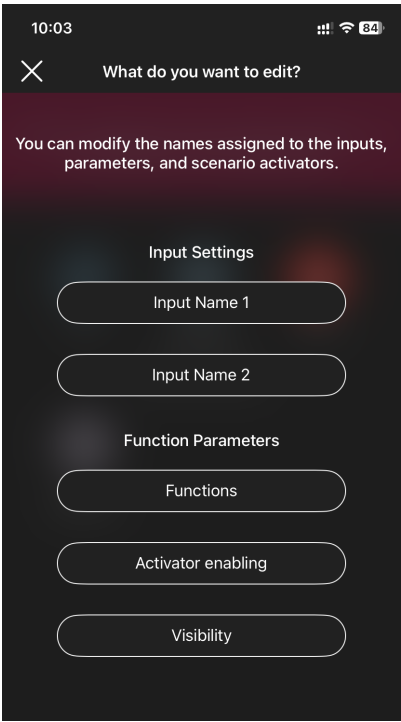 10:03
84
What do you want to edit?
You can modify the names assigned to the inputs,
parameters, and scenario activators.
Input Settings
Input Name 1
Input Name 2
Function Parameters
Functions
Activator enabling
Visibility